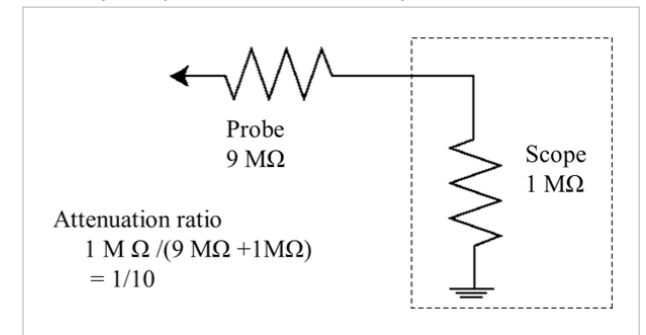 Probe
9 MΩ
Scope
1 MΩ
Attenuation ratio
1 M Ω /(9 MΩ +1MΩ)
= 1/10